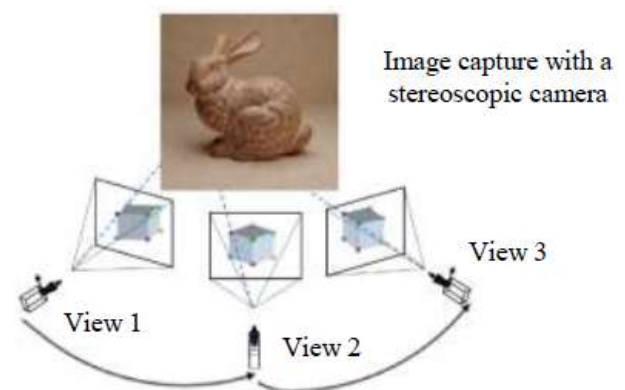 Image capture with a
stereoscopic camera
View 3
View 1
View 2